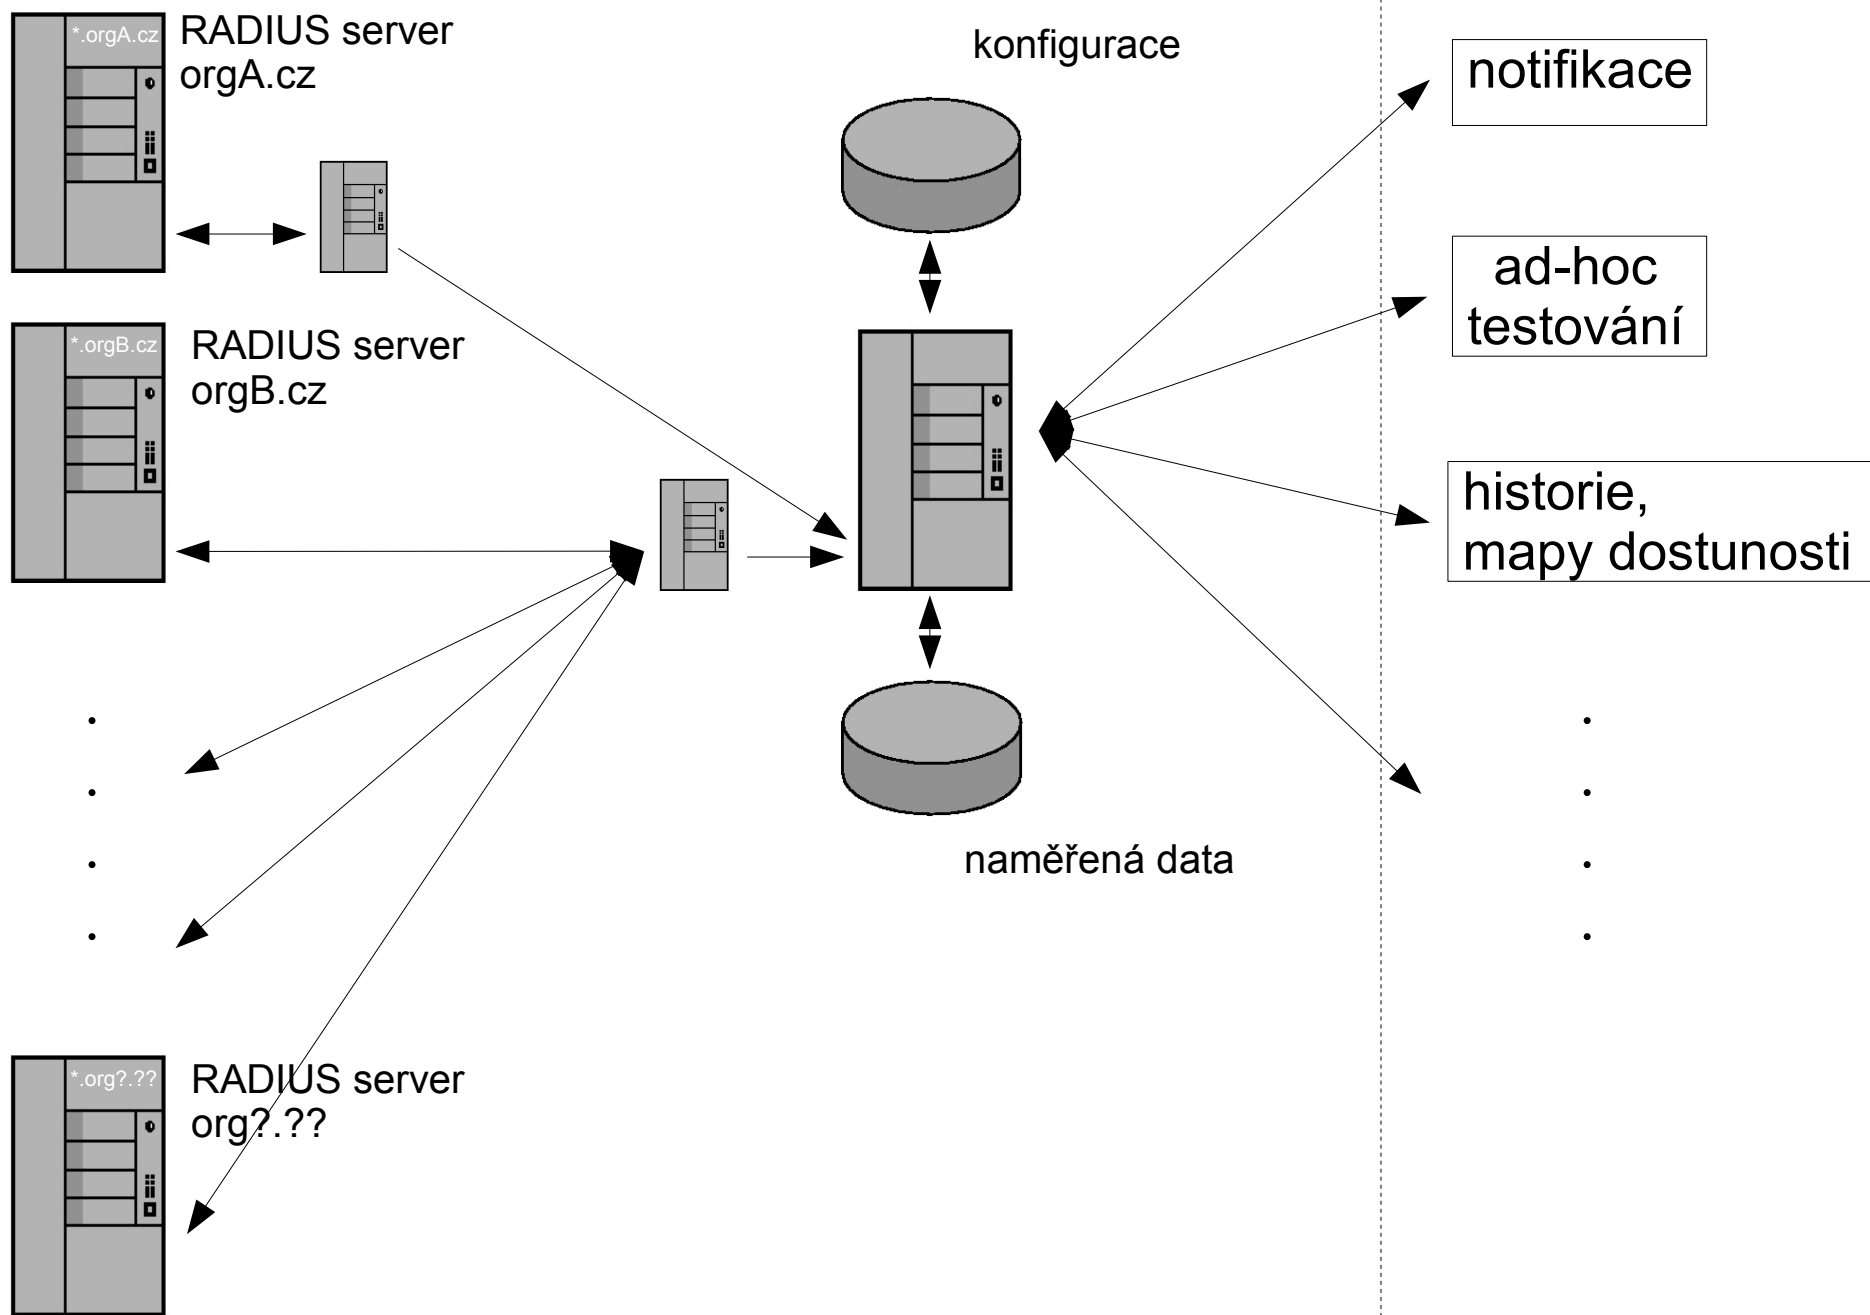 *.orgA.cz
RADIUS server
orgA.cz
konfigurace
notifikace
ad-hoc
testování
*.orgB.cz
RADIUS server
orgB.cz
historie,
mapy dostunosti
naměřená data
*.org?.??
RADIUS server
org?.??